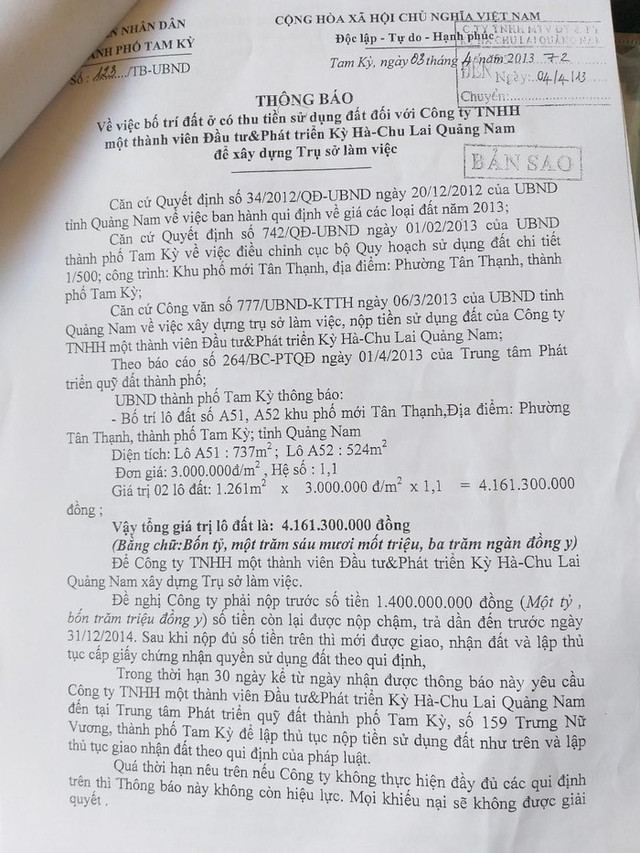 N NHÂN DÂN
CỘNG HÒA XÃ HỘI CHỦ NGHĨA VIỆT NAM
ÀNH PHỐ TAM KỲ
Độc lập - Tự do - Hạnh phúc
Số : 123.../TB-UBND
Tam Kỳ, ngày 03 tháng 4 năm 2013
C.TY TNHH MTV ĐT & PT
CHU LAI QUẢNG NAM
72
ĐẾN Ngày: 04/4/13
Chuyển:
THÔNG BÁO
Về việc bố trí đất ở có thu tiền sử dụng đất đối với Công ty TNHH
một thành viên Đầu tư&Phát triển Kỳ Hà-Chu Lai Quảng Nam
để xây dựng Trụ sở làm việc
BẢN SAO
Căn cứ Quyết định số 34/2012/QĐ-UBND ngày 20/12/2012 của UBND
tỉnh Quảng Nam về việc ban hành qui định về giá các loại đất năm 2013;
Căn cứ Quyết định số 742/QĐ-UBND ngày 01/02/2013 của UBND
thành phố Tam Kỳ về việc điều chỉnh cục bộ Quy hoạch sử dụng đất chi tiết
1/500; công trình: Khu phố mới Tân Thạnh, địa điểm: Phường Tân Thạnh, thành
phố Tam Kỳ;
Căn cứ Công văn số 777/UBND-KTTH ngày 06/3/2013 của UBND tỉnh
Quảng Nam về việc xây dựng trụ sở làm việc, nộp tiền sử dụng đất của Công ty
TNHH một thành viên Đầu tư&Phát triển Kỳ Hà-Chu Lai Quảng Nam;
Theo báo cáo số 264/BC-PTQĐ ngày 01/4/2013 của Trung tâm Phát
triển quỹ đất thành phố;
UBND thành phố Tam Kỳ thông báo:
- Bố trí lô đất số A51, A52 khu phố mới Tân Thạnh,Địa điểm: Phường
Tân Thạnh, thành phố Tam Kỳ; tỉnh Quảng Nam
Diện tích: Lô A51 : 737m² ; Lô A52 : 524m²
Đơn giá: 3.000.000đ/m² , Hệ số : 1,1
Giá trị 02 lô đất: 1.261m² x 3.000.000 đ/m² x 1,1 = 4.161.300.000
đồng ;
Vậy tổng giá trị lô đất là: 4.161.300.000 đồng
(Bằng chữ:Bốn tỷ, một trăm sáu mươi mốt triệu, ba trăm ngàn đồng y)
Để Công ty TNHH một thành viên Đầu tư&Phát triển Kỳ Hà-Chu Lai
Quảng Nam xây dựng Trụ sở làm việc.
Đề nghị Công ty phải nộp trước số tiền 1.400.000.000 đồng (Một tỷ ,
bốn trăm triệu đồng y) số tiền còn lại được nộp chậm, trả dần đến trước ngày
31/12/2014. Sau khi nộp đủ số tiền trên thì mới được giao, nhận đất và lập thủ
tục cấp giấy chứng nhận quyền sử dụng đất theo qui định,
Trong thời hạn 30 ngày kể từ ngày nhận được thông báo này yêu cầu
Công ty TNHH một thành viên Đầu tư&Phát triển Kỳ Hà-Chu Lai Quảng Nam
đến tại Trung tâm Phát triển quỹ đất thành phố Tam Kỳ, số 159 Trưng Nữ
Vương, thành phố Tam Kỳ để lập thủ tục nộp tiền sử dụng đất như trên và lập
thủ tục giao nhận đất theo qui định của pháp luật.
Quá thời hạn nêu trên nếu Công ty không thực hiện đầy đủ các qui định
trên thì Thông báo này không còn hiệu lực. Mọi khiếu nại sẽ không được giải
quyết .